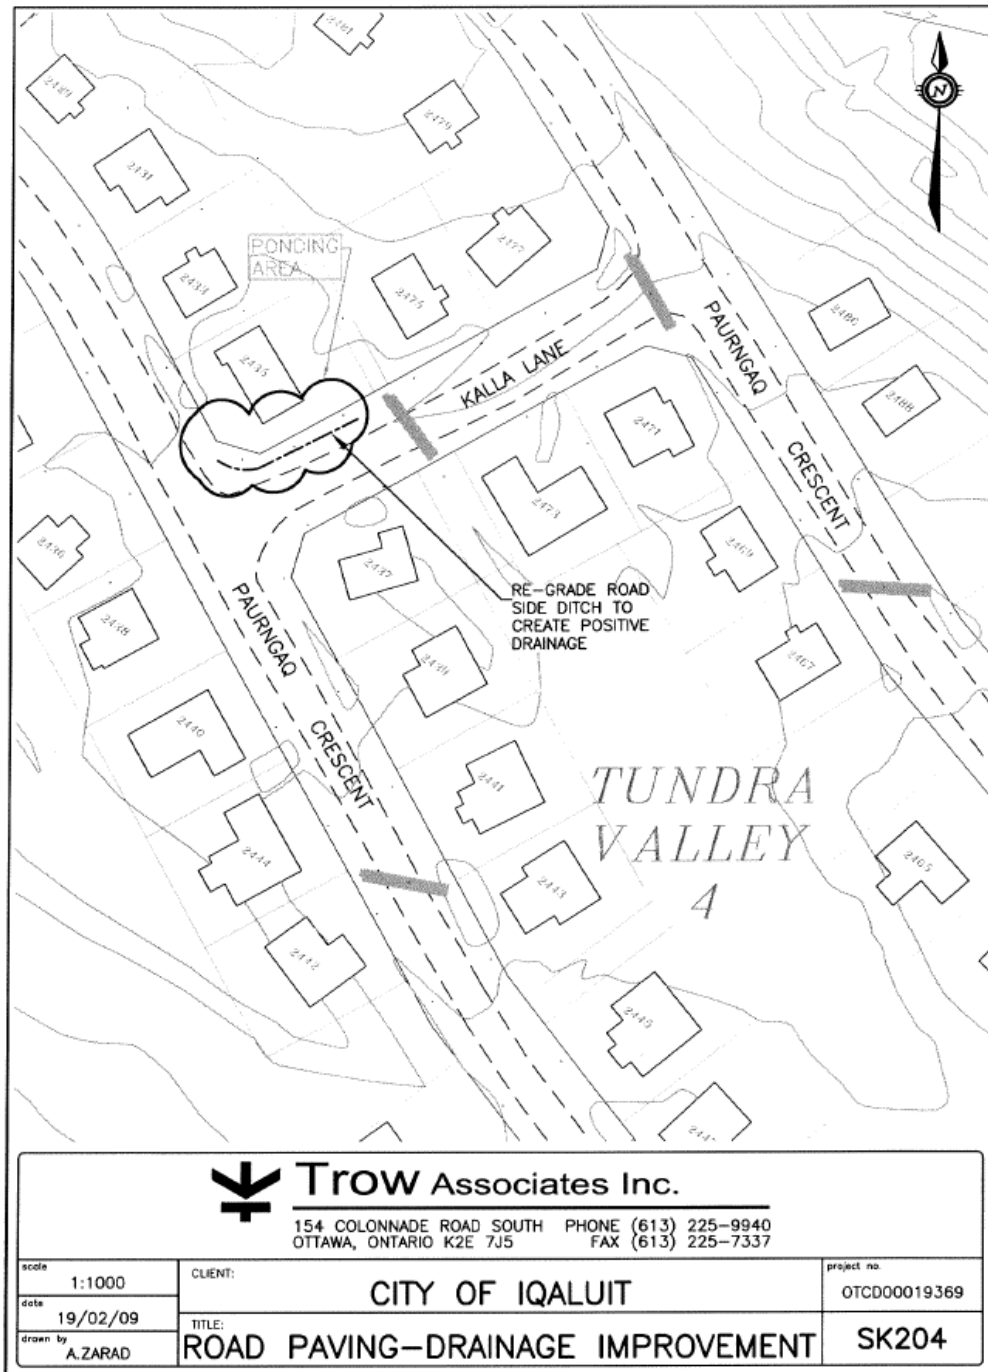 2481
2479
2431
N
2477
PONDING
AREA
2433
2475
2486
PAURNGAQ
2435
KALLA LANE
2488
2471
CRESCENT
2473
2436
2469
2437
RE-GRADE ROAD
SIDE DITCH TO
CREATE POSITIVE
DRAINAGE
PAURNGAQ
2438
2467
2439
2440
CRESCENT
TUNDRA
VALLEY
4
2441
2444
2465
2443
2442
2445
Trow Associates Inc.
154 COLONNADE ROAD SOUTH PHONE (613) 225-9940
OTTAWA, ONTARIO K2E 7J5 FAX (613) 225-7337
scale
1:1000
date
19/02/09
drawn by
A.ZARAD
CLIENT:
CITY OF IQALUIT
TITLE:
ROAD PAVING-DRAINAGE IMPROVEMENT
project no.
OTCD00019369
SK204